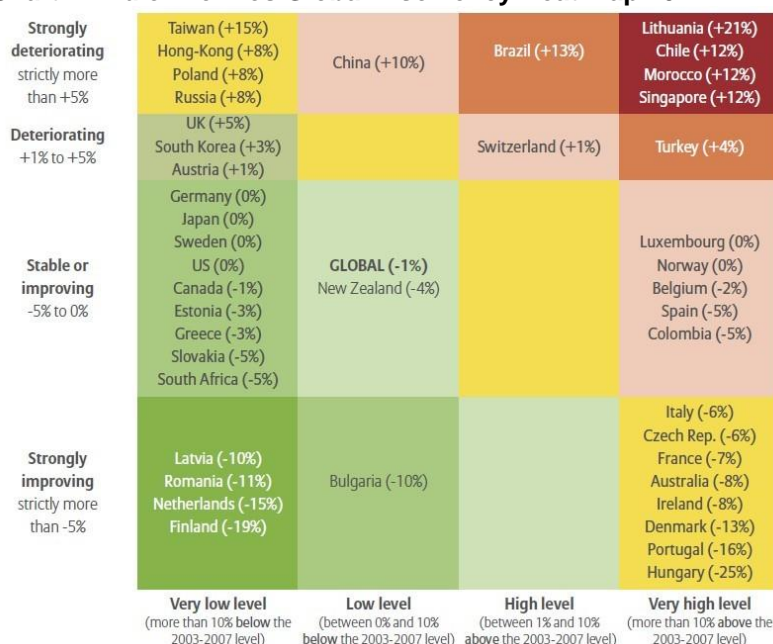 Strongly
deteriorating
strictly more
than +5%
Taiwan (+15%)
Hong-Kong (+8%)
Poland (+8%)
Russia (+8%)
China (+10%)
Brazil (+13%)
Lithuania (+21%)
Chile (+12%)
Morocco (+12%)
Singapore (+12%)
Deteriorating
+1% to +5%
UK (+5%)
South Korea (+3%)
Austria (+1%)
Switzerland (+1%)
Turkey (+4%)
Stable or
improving
-5% to 0%
Germany (0%)
Japan (0%)
Sweden (0%)
US (0%)
Canada (-1%)
Estonia (-3%)
Greece (-3%)
Slovakia (-5%)
South Africa (-5%)
GLOBAL (-1%)
New Zealand (-4%)
Luxembourg (0%)
Norway (0%)
Belgium (-2%)
Spain (-5%)
Colombia (-5%)
Strongly
improving
strictly more
than -5%
Latvia (-10%)
Romania (-11%)
Netherlands (-15%)
Finland (-19%)
Bulgaria (-10%)
Italy (-6%)
Czech Rep. (-6%)
France (-7%)
Australia (-8%)
Ireland (-8%)
Denmark (-13%)
Portugal (-16%)
Hungary (-25%)
Very low level
(more than 10% below the
2003-2007 level)
Low level
(between 0% and 10%
below the 2003-2007 level)
High level
(between 1% and 10%
above the 2003-2007 level)
Very high level
(more than 10% above the
2003-2007 level)